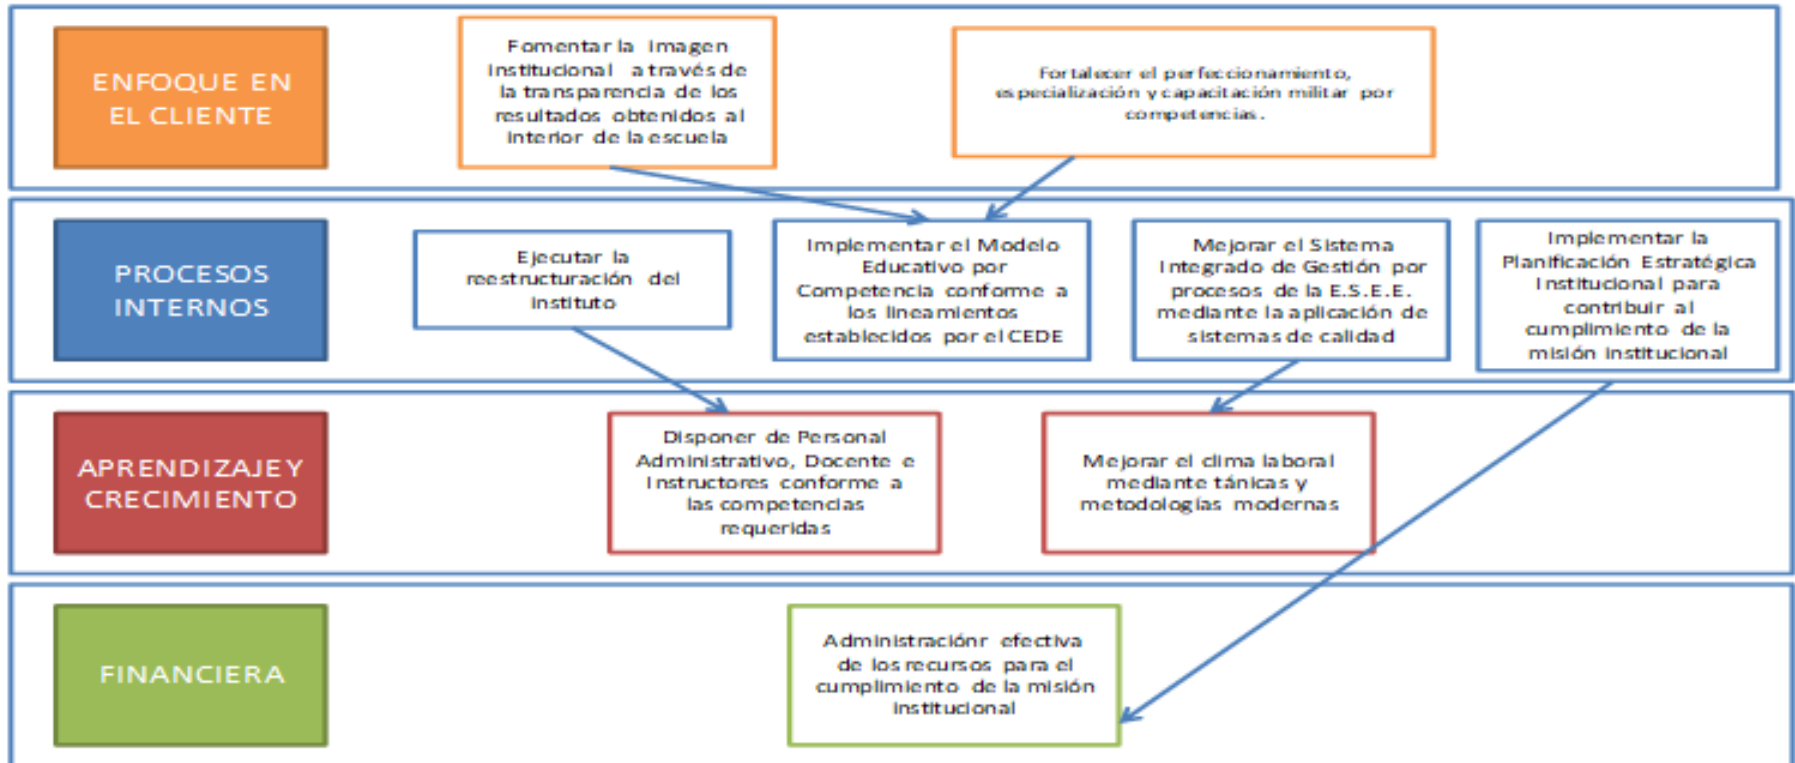 ENFOQUE EN
EL CLIENTE
Fomentar la Imagen
Institucional a través de
la transparencia de los
resultados obtenidos al
interior de la escuela
Fortalecer el perfeccionamiento,
especialización y capacitación militar por
competencias.
PROCESOS
INTERNOS
Ejecutar la
reestructuración del
instituto
Implementar el Modelo
Educativo por
Competencia conforme a
los lineamientos
establecidos por el CEDE
Mejorar el Sistema
Integrado de Gestión por
procesos de la E.S.E.E.
mediante la aplicación de
sistemas de calidad
Implementar la
Planificación Estratégica
Institucional para
contribuir al
cumplimiento de la
misión institucional
APRENDIZAJE Y
CRECIMIENTO
Disponer de Personal
Administrativo, Docente e
Instructores conforme a
las competencias
requeridas
Mejorar el clima laboral
mediante tánicas y
metodologías modernas
FINANCIERA
Administraciónr efectiva
de los recursos para el
cumplimiento de la misión
institucional